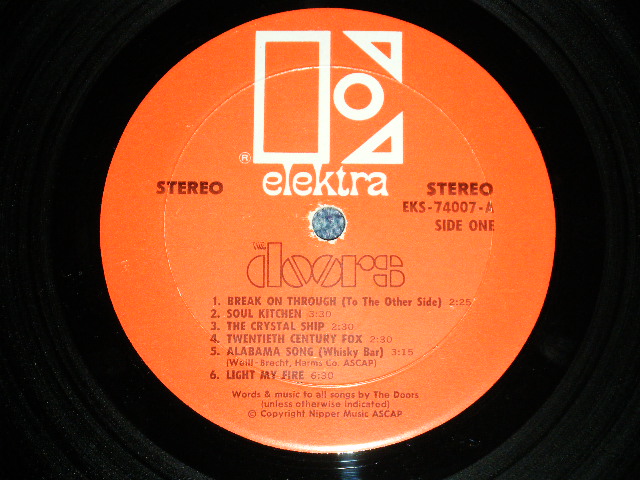 ®
elektra
STEREO STEREO
EKS-74007-A
SIDE ONE
THE
doors
1. BREAK ON THROUGH (To The Other Side) 2:25
2. SOUL KITCHEN 3:30
3. THE CRYSTAL SHIP 2:30
4. TWENTIETH CENTURY FOX 2:30
5. ALABAMA SONG (Whisky Bar) 3:15
(Weill-Brecht, Harms Co. ASCAP)
6. LIGHT MY FIRE 6:30
Words & music to all songs by The Doors
(unless otherwise indicated)
© Copyright Nipper Music ASCAP